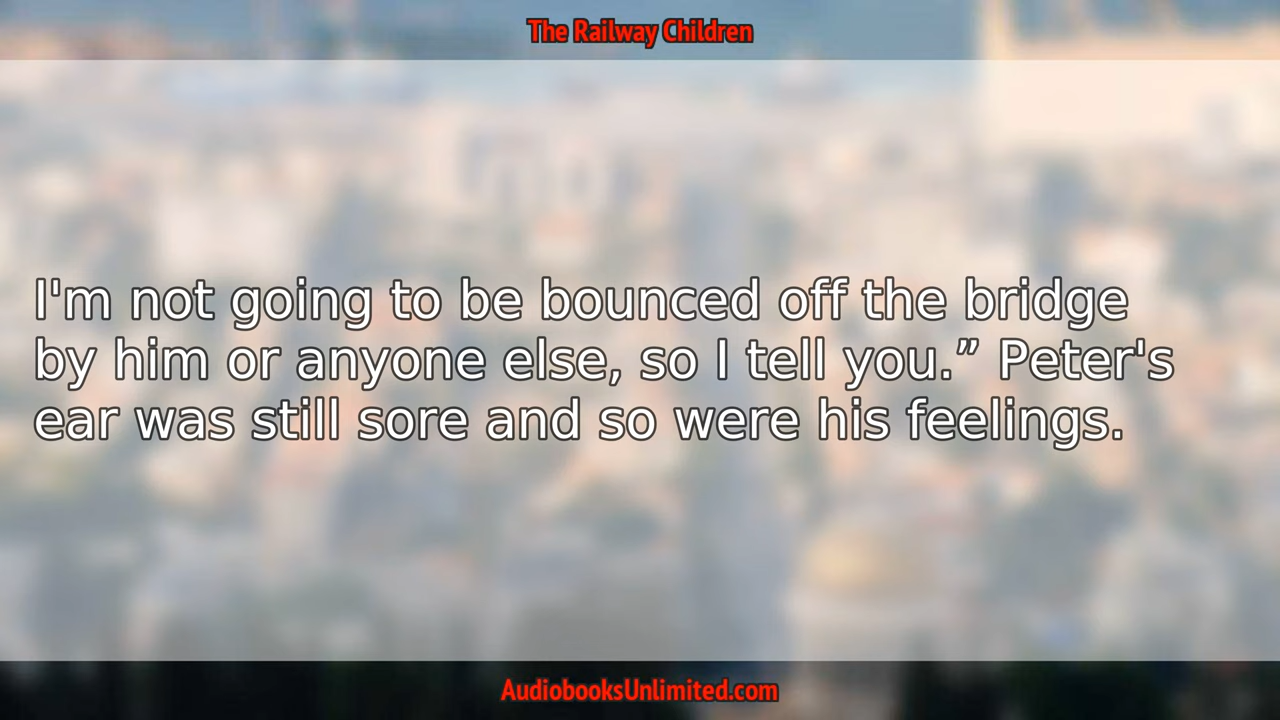 The Railway Children
I'm not going to be bounced off the bridge
by him or anyone else, so I tell you.” Peter's
ear was still sore and so were his feelings.
AudiobooksUnlimited.com